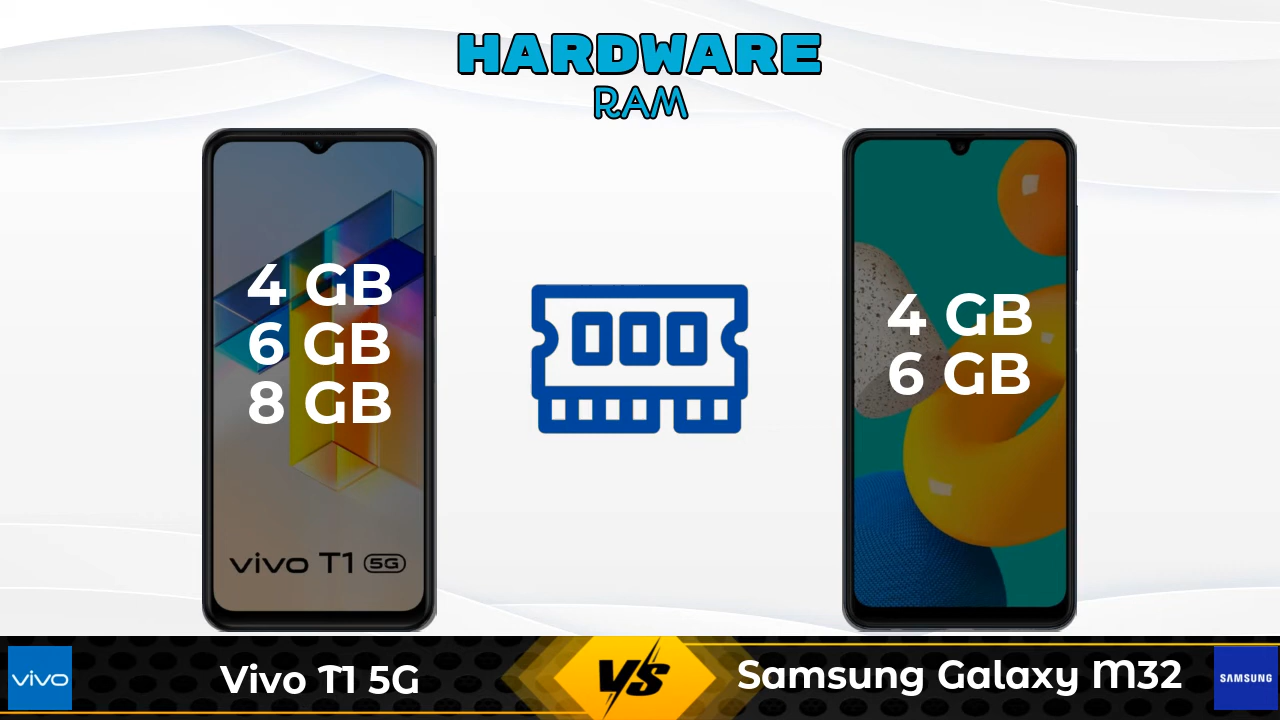 HARDWARE
RAM
4 GB
6 GB
8 GB
vivo T1 5G
4 GB
6 GB
vivo
Vivo T1 5G
VS
Samsung Galaxy M32
SAMSUNG